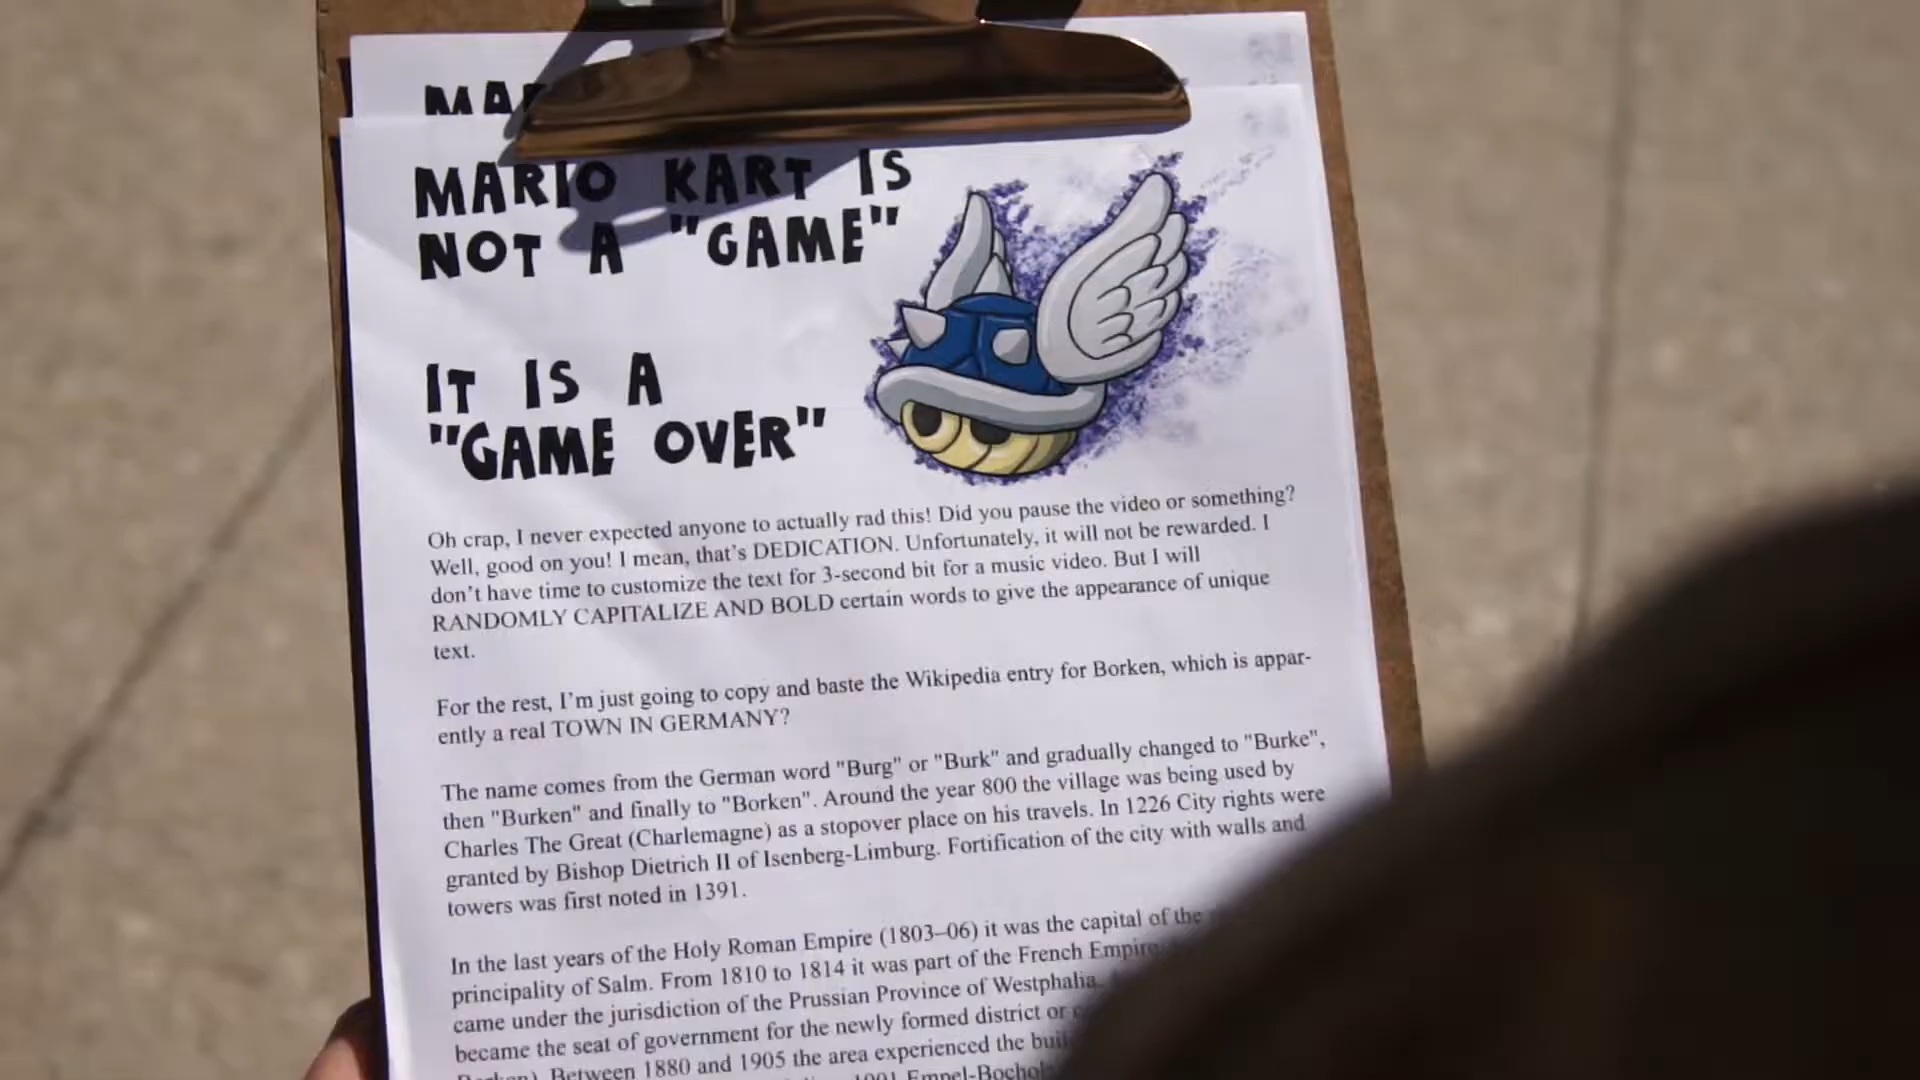 MA
MARIO KART IS
NOT A "GAME"
IT IS A
"GAME OVER"
Oh crap, I never expected anyone to actually rad this! Did you pause the video or something?
Well, good on you! I mean, that's DEDICATION. Unfortunately, it will not be rewarded. I
don't have time to customize the text for 3-second bit for a music video. But I will
RANDOMLY CAPITALIZE AND BOLD certain words to give the appearance of unique
text.
For the rest, I'm just going to copy and baste the Wikipedia entry for Borken, which is appar-
ently a real TOWN IN GERMANY?
The name comes from the German word "Burg" or "Burk" and gradually changed to "Burke",
then "Burken" and finally to "Borken". Around the year 800 the village was being used by
Charles The Great (Charlemagne) as a stopover place on his travels. In 1226 City rights were
granted by Bishop Dietrich II of Isenberg-Limburg. Fortification of the city with walls and
towers was first noted in 1391.
In the last years of the Holy Roman Empire (1803–06) it was the capital of the
principality of Salm. From 1810 to 1814 it was part of the French Empire
came under the jurisdiction of the Prussian Province of Westphalia.
became the seat of government for the newly formed district or
Between 1880 and 1905 the area experienced the